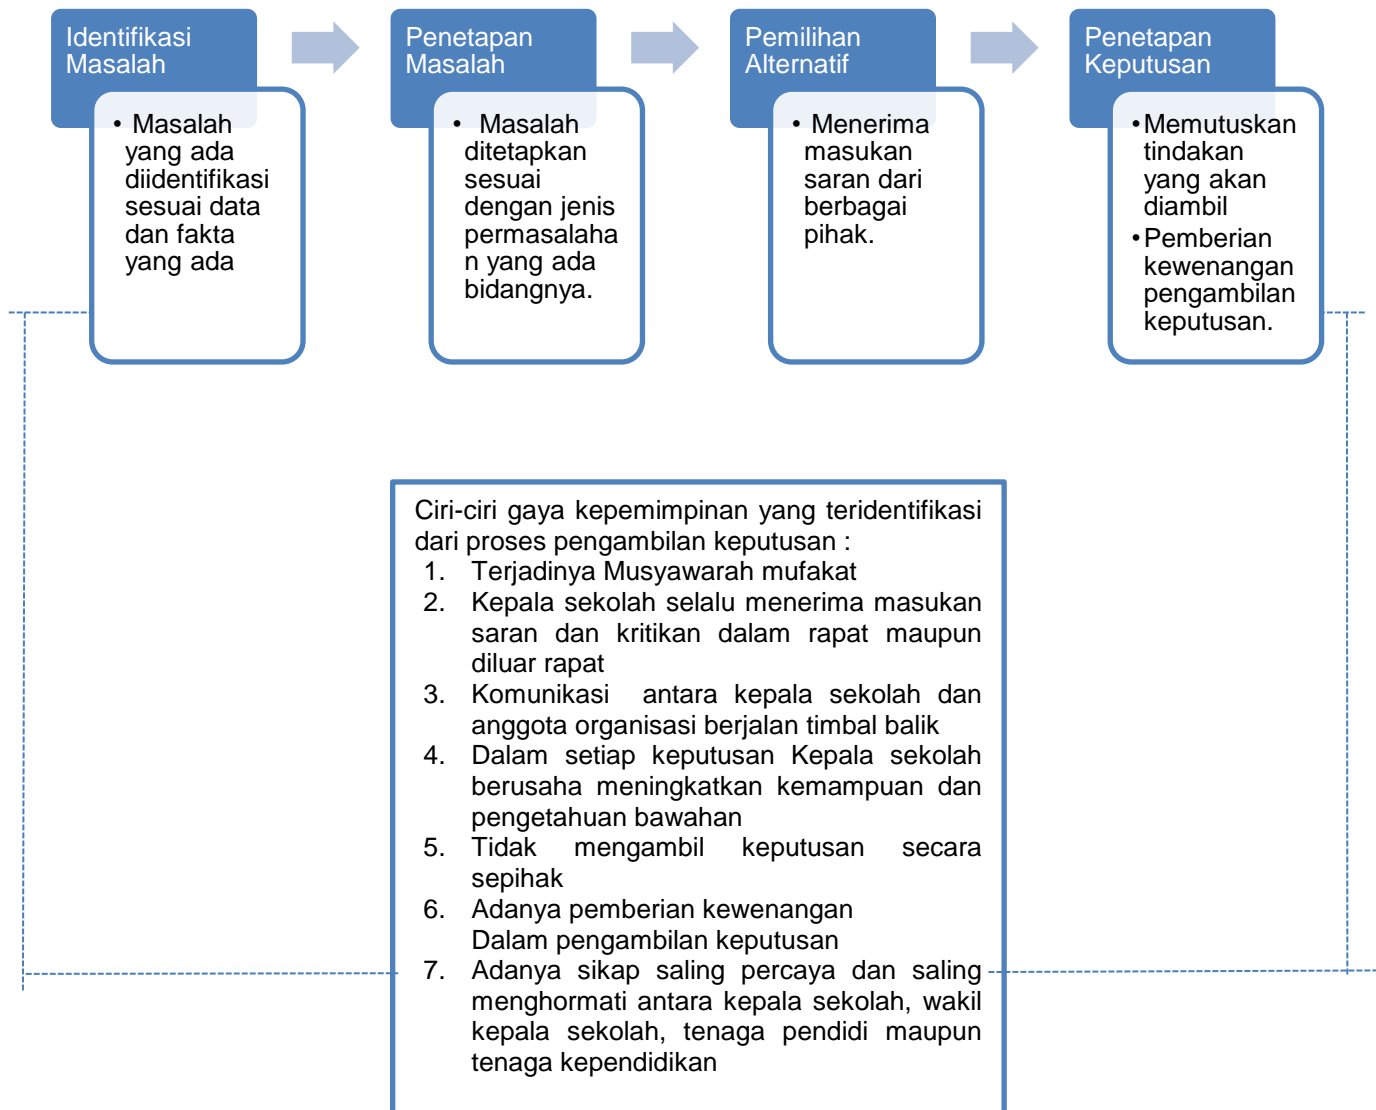 Identifikasi
Masalah
• Masalah
yang ada
diidentifikasi
sesuai data
dan fakta
yang ada
Penetapan
Masalah
• Masalah
ditetapkan
sesuai
dengan jenis
permasalaha
n yang ada
bidangnya.
Pemilihan
Alternatif
• Menerima
masukan
saran dari
berbagai
pihak.
Penetapan
Keputusan
•Memutuskan
tindakan
yang akan
diambil
•Pemberian
kewenangan
pengambilan
keputusan.
Ciri-ciri gaya kepemimpinan yang teridentifikasi
dari proses pengambilan keputusan :
1. Terjadinya Musyawarah mufakat
2. Kepala sekolah selalu menerima masukan
saran dan kritikan dalam rapat maupun
diluar rapat
3. Komunikasi antara kepala sekolah dan
anggota organisasi berjalan timbal balik
4. Dalam setiap keputusan Kepala sekolah
berusaha meningkatkan kemampuan dan
pengetahuan bawahan
5. Tidak mengambil keputusan secara
sepihak
6. Adanya pemberian kewenangan
Dalam pengambilan keputusan
7. Adanya sikap saling percaya dan saling
menghormati antara kepala sekolah, wakil
kepala sekolah, tenaga pendidi maupun
tenaga kependidikan